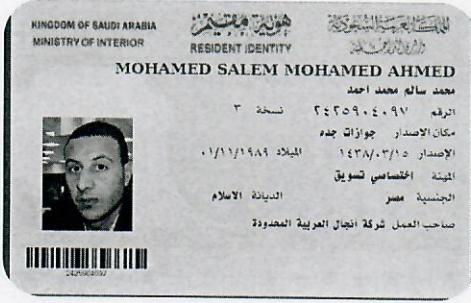 KINGDOM OF SAUDI ARABIA
MINISTRY OF INTERIOR
هوية مقيم
RESIDENT IDENTITY
المملكة العربية السعودية
وزارة الداخلية
MOHAMED SALEM MOHAMED AHMED
محمد سالم محمد احمد
الرقم ٢٤٢٥٩٠٤٠٩٧ نسخة ٣
مكان الاصدار جوازات جده
الإصدار ١٤٣٨/٠٣/١٥ الميلاد ٠١/١١/١٩٨٩
المهنة اختصاصي تسويق
الجنسية مصر الديانة الاسلام
صاحب العمل شركة انجال العربية المحدودة
2425904097